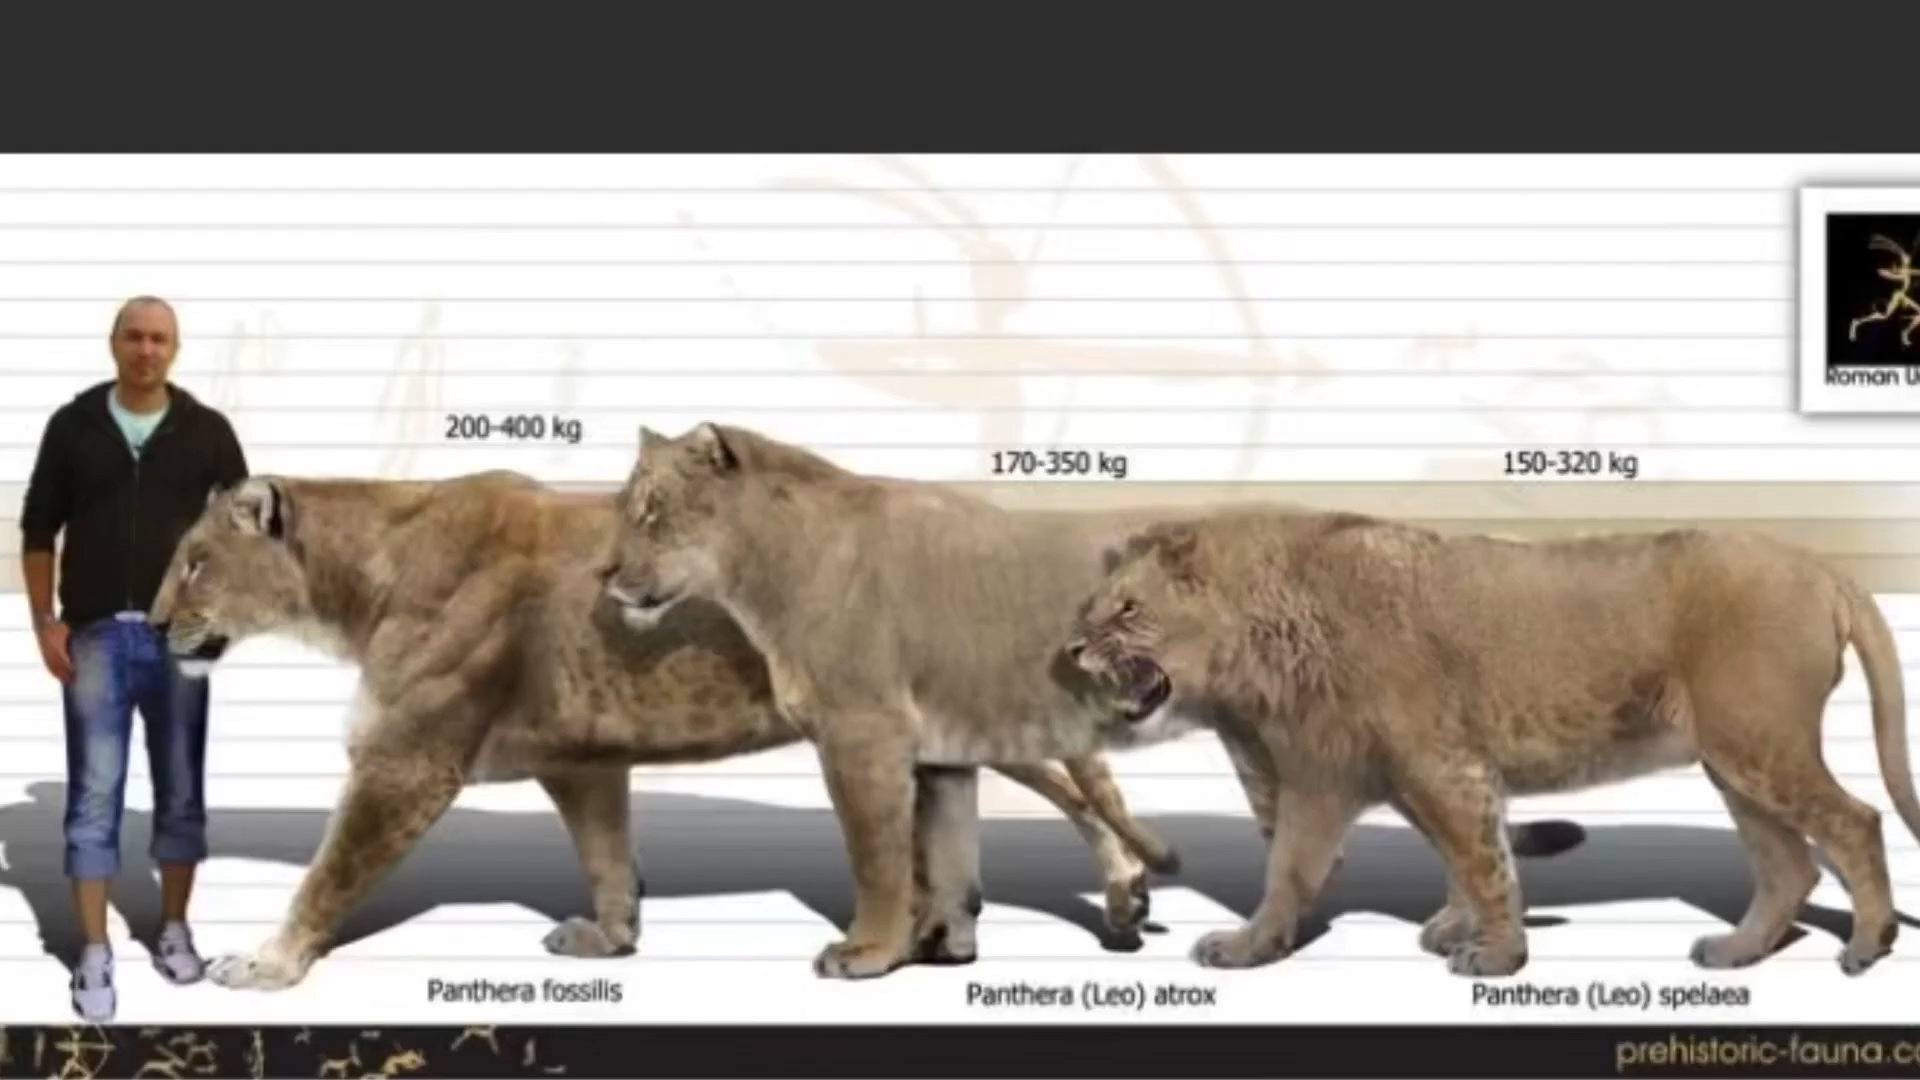 Roman U
200-400 kg
170-350 kg
150-320 kg
Panthera fossilis
Panthera (Leo) atrox
Panthera (Leo) spelaea
prehistoric-fauna.c